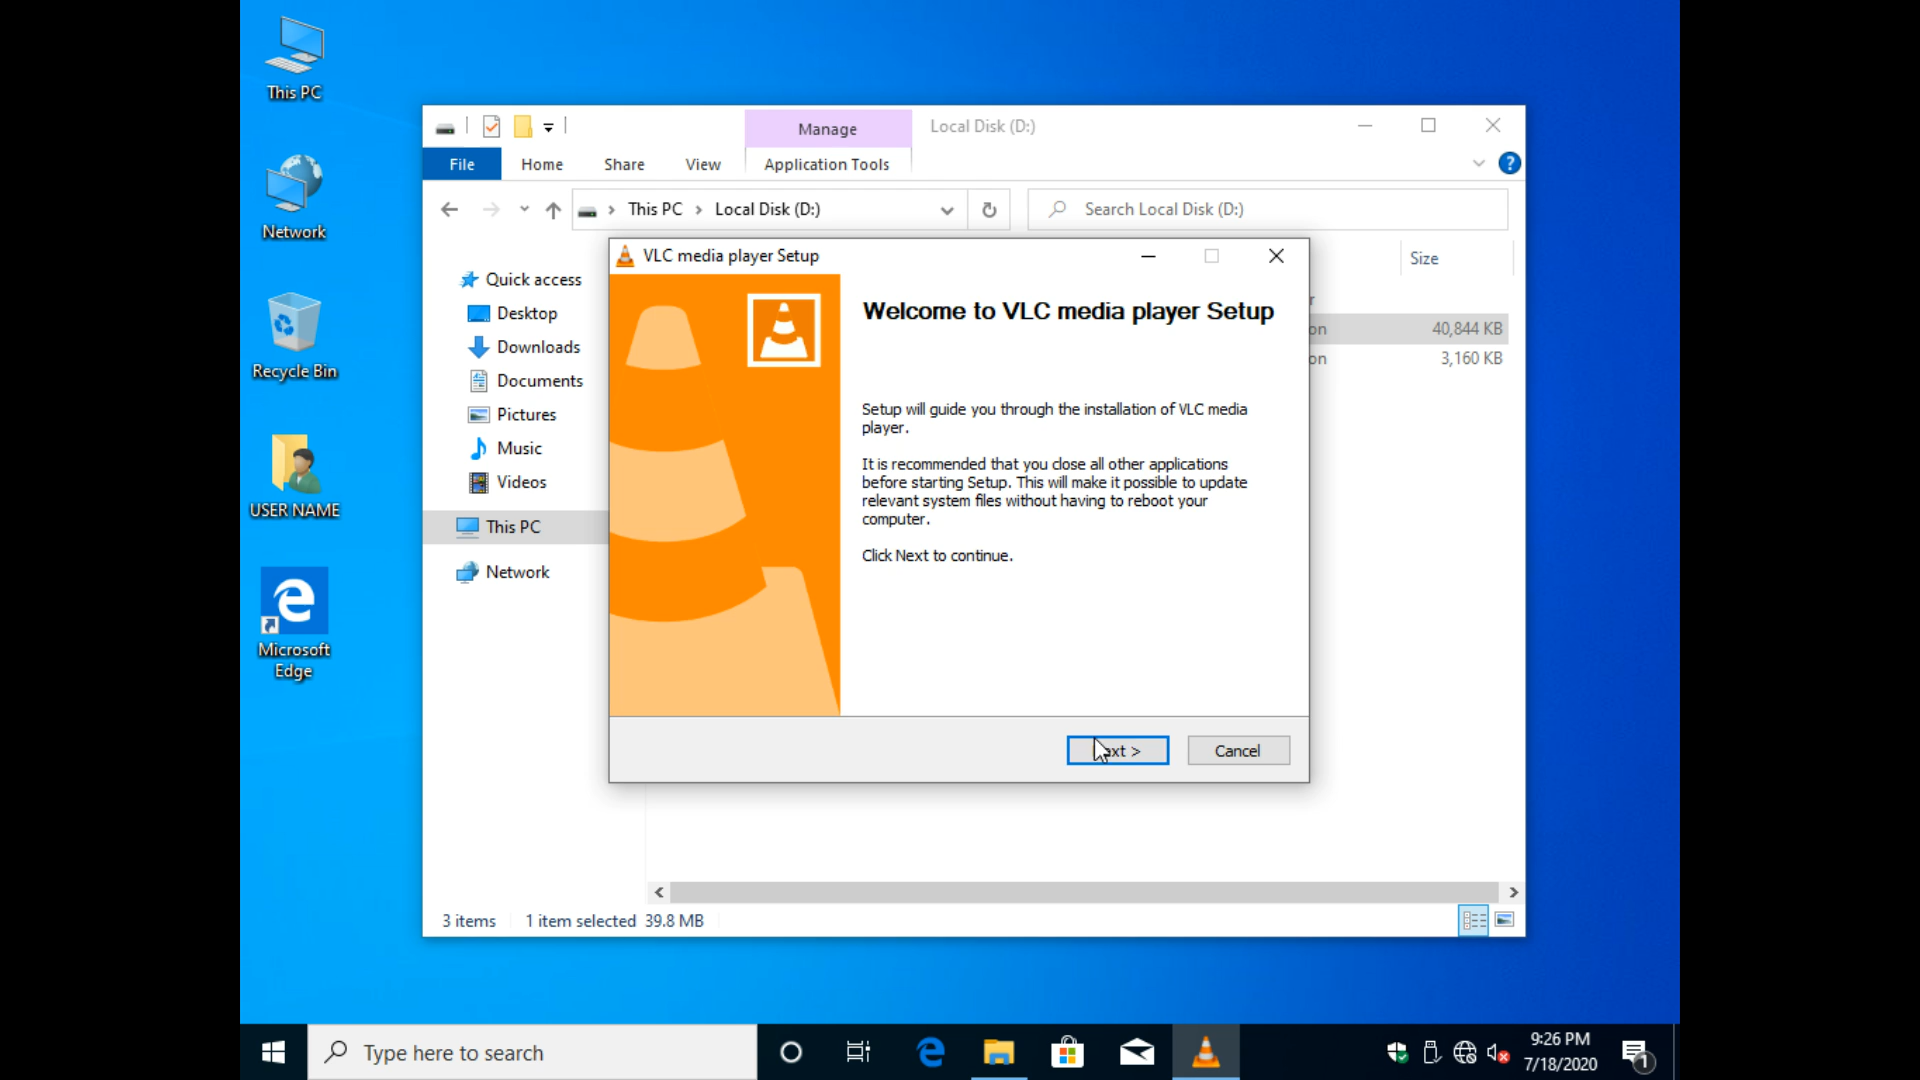 This PC
Network
Recycle Bin
USER NAME
Microsoft
Edge
Manage
Local Disk (D:)
File
Home
Share
View
Application Tools
This PC
Local Disk (D:)
Search Local Disk (D:)
Quick access
Desktop
Downloads
Documents
Pictures
Music
Videos
This PC
Network
Size
r
on
40,844 KB
on
3,160 KB
VLC media player Setup
Welcome to VLC media player Setup
Setup will guide you through the installation of VLC media
player.
It is recommended that you close all other applications
before starting Setup. This will make it possible to update
relevant system files without having to reboot your
computer.
Click Next to continue.
ext >
Cancel
3 items
1 item selected 39.8 MB
Type here to search
9:26 PM
7/18/2020
1